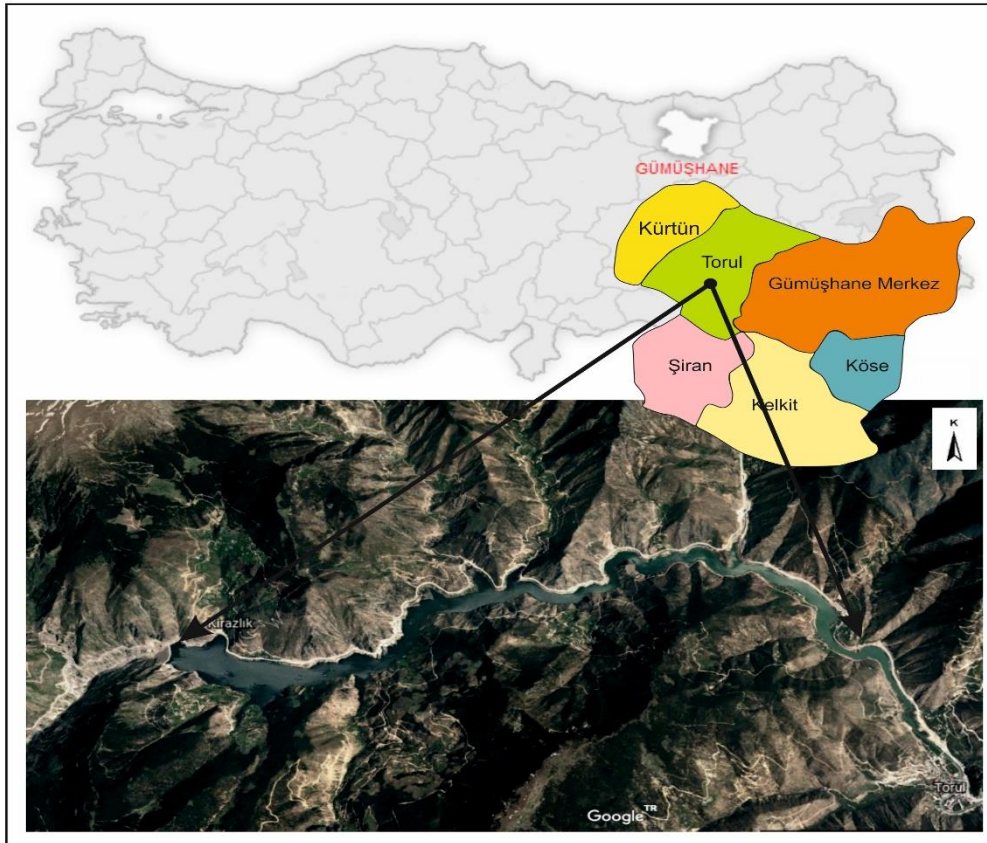 GÜMÜŞHANE
Kürtün
Torul
Gümüşhane Merkez
Şiran
Köse
Kelkit
K
Kirazlık
Torul
Google TR